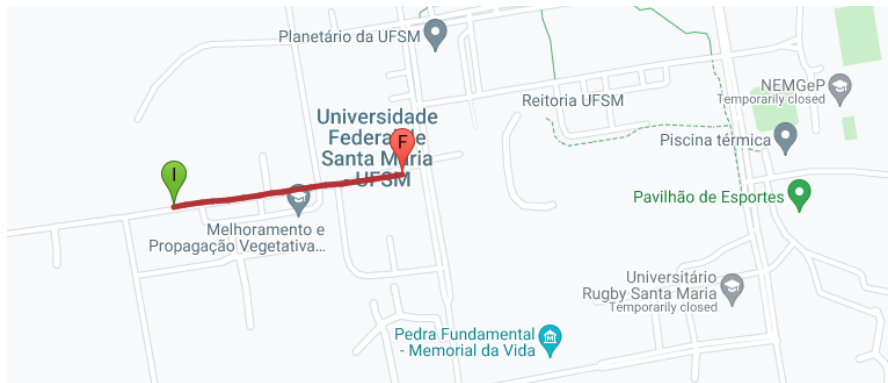 Planetário da UFSM
Reitoria UFSM
NEMGeP
Temporarily closed
Universidade
Federal de
Santa Maria
- UFSM
F
I
Piscina térmica
Pavilhão de Esportes
Melhoramento e
Propagação Vegetativa...
Universitário
Rugby Santa Maria
Temporarily closed
Pedra Fundamental
- Memorial da Vida